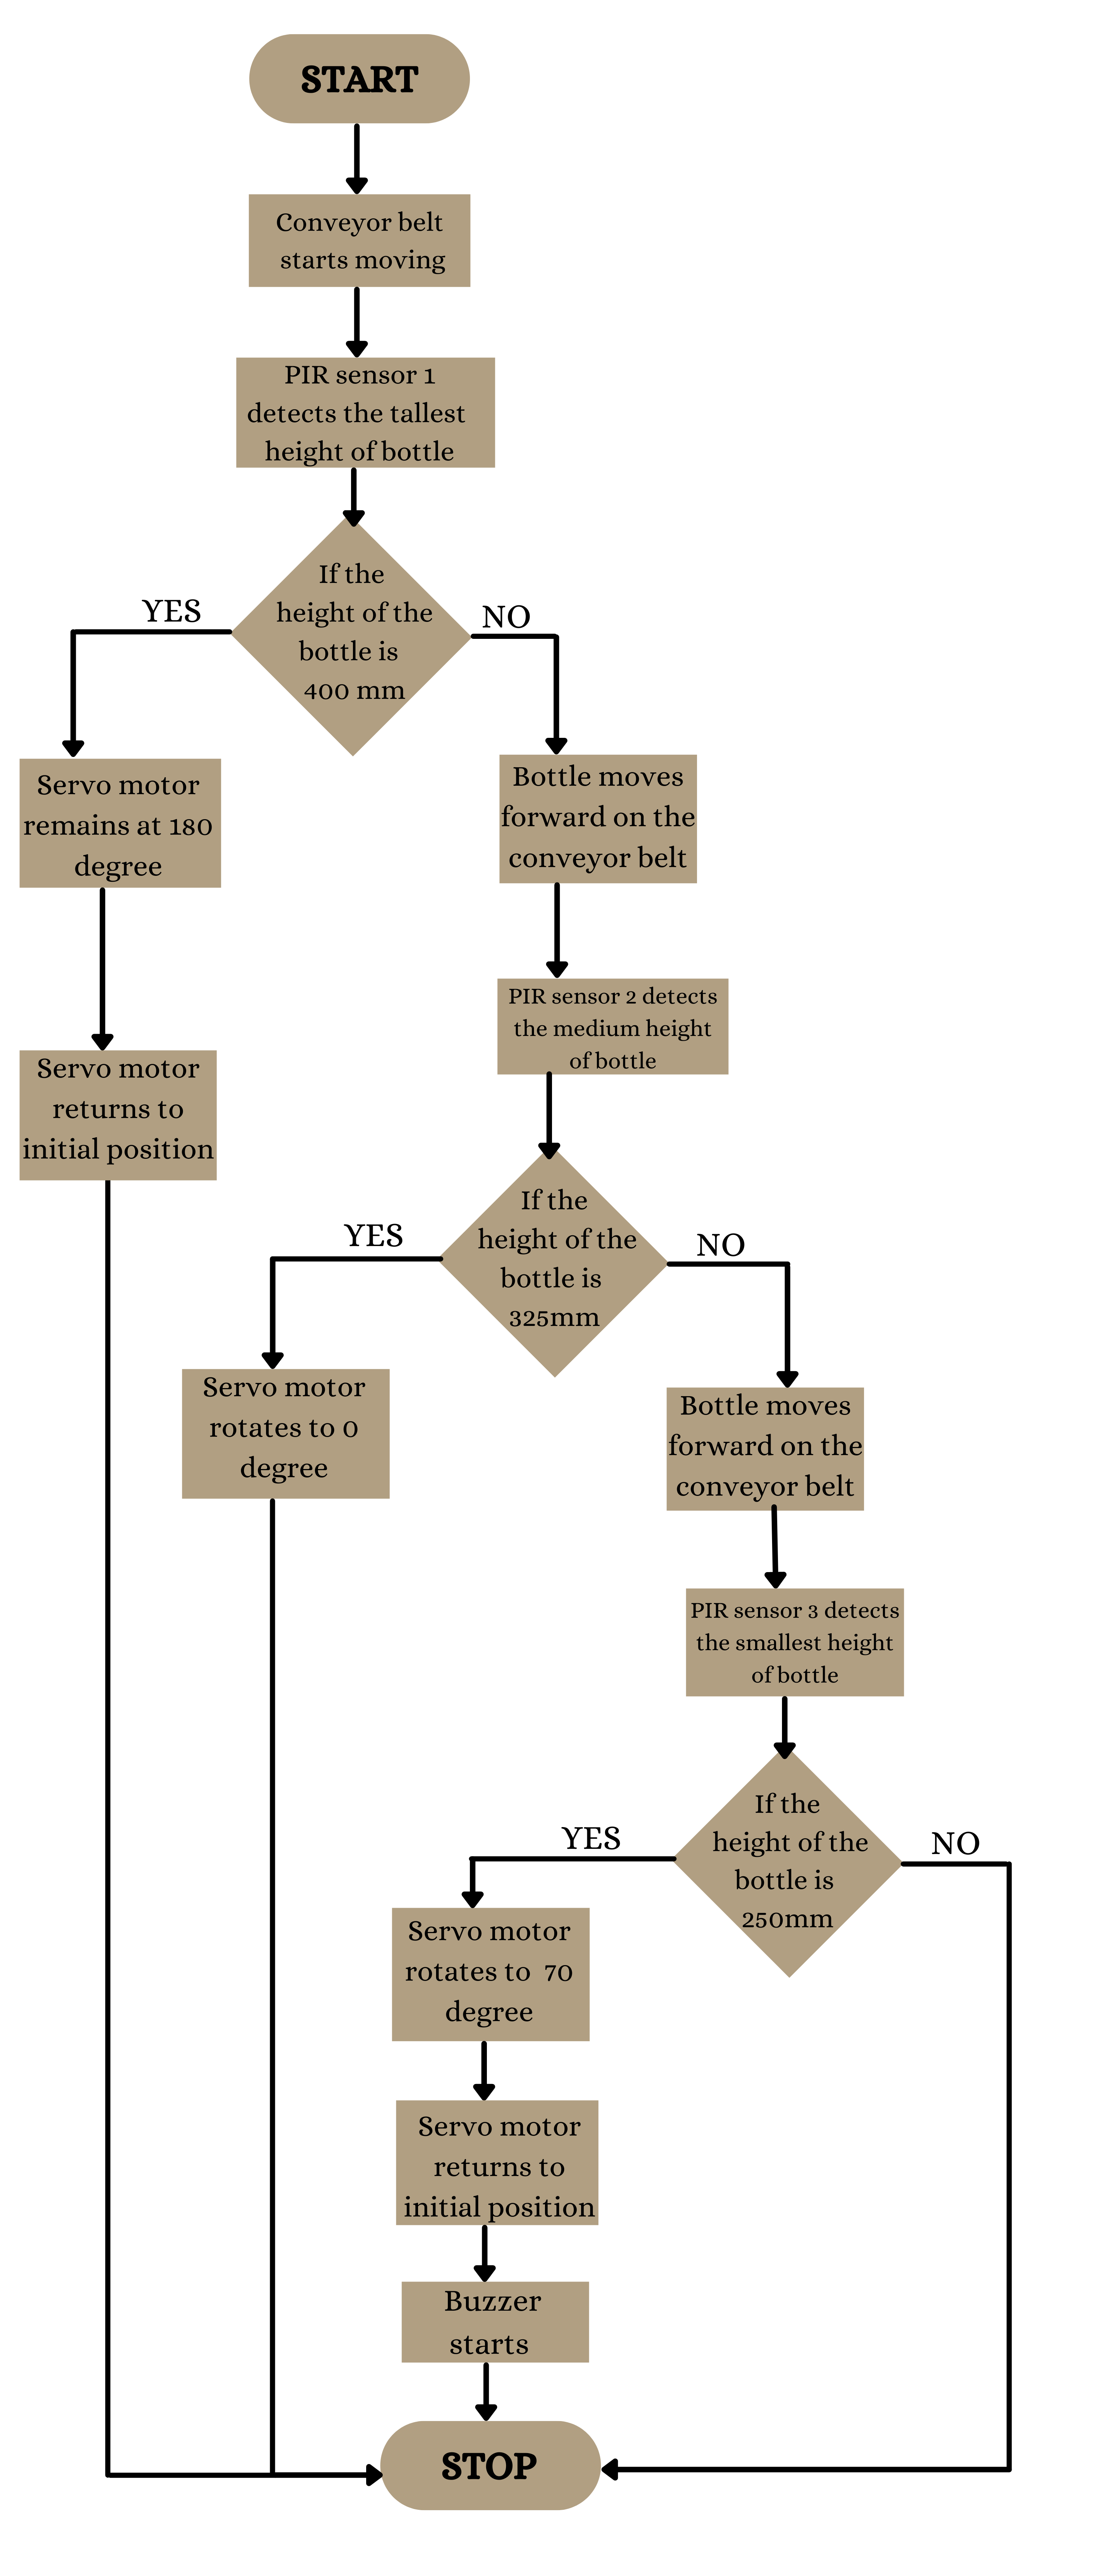 START
Conveyor belt
starts moving
PIR sensor 1
detects the tallest
height of bottle
If the
height of the
bottle is
400 mm
YES
NO
Servo motor
remains at 180
degree
Bottle moves
forward on the
conveyor belt
Servo motor
returns to
initial position
PIR sensor 2 detects
the medium height
of bottle
If the
height of the
bottle is
325mm
YES
NO
Servo motor
rotates to 0
degree
Bottle moves
forward on the
conveyor belt
PIR sensor 3 detects
the smallest height
of bottle
If the
height of the
bottle is
250mm
YES
NO
Servo motor
rotates to 70
degree
Servo motor
returns to
initial position
Buzzer
starts
STOP